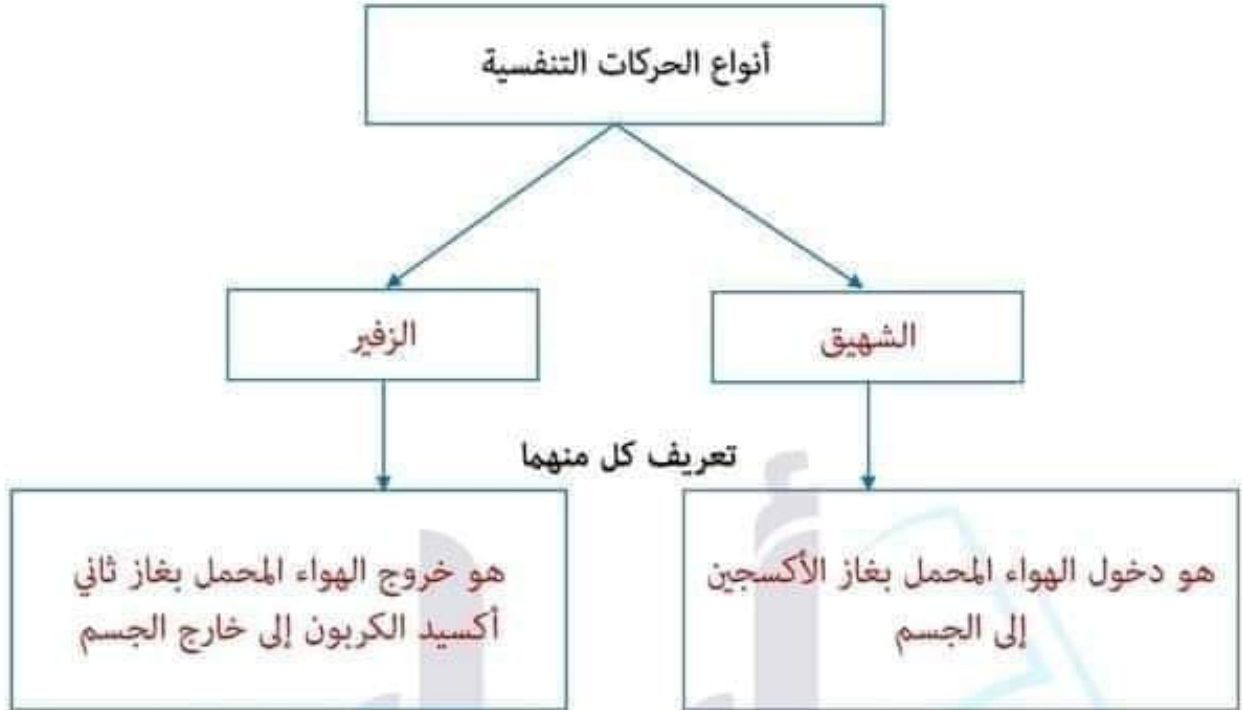 أنواع الحركات التنفسية
الشهيق
الزفير
تعريف كل منهما
هو دخول الهواء المحمل بغاز الأكسجين
إلى الجسم
هو خروج الهواء المحمل بغاز ثاني
أكسيد الكربون إلى خارج الجسم